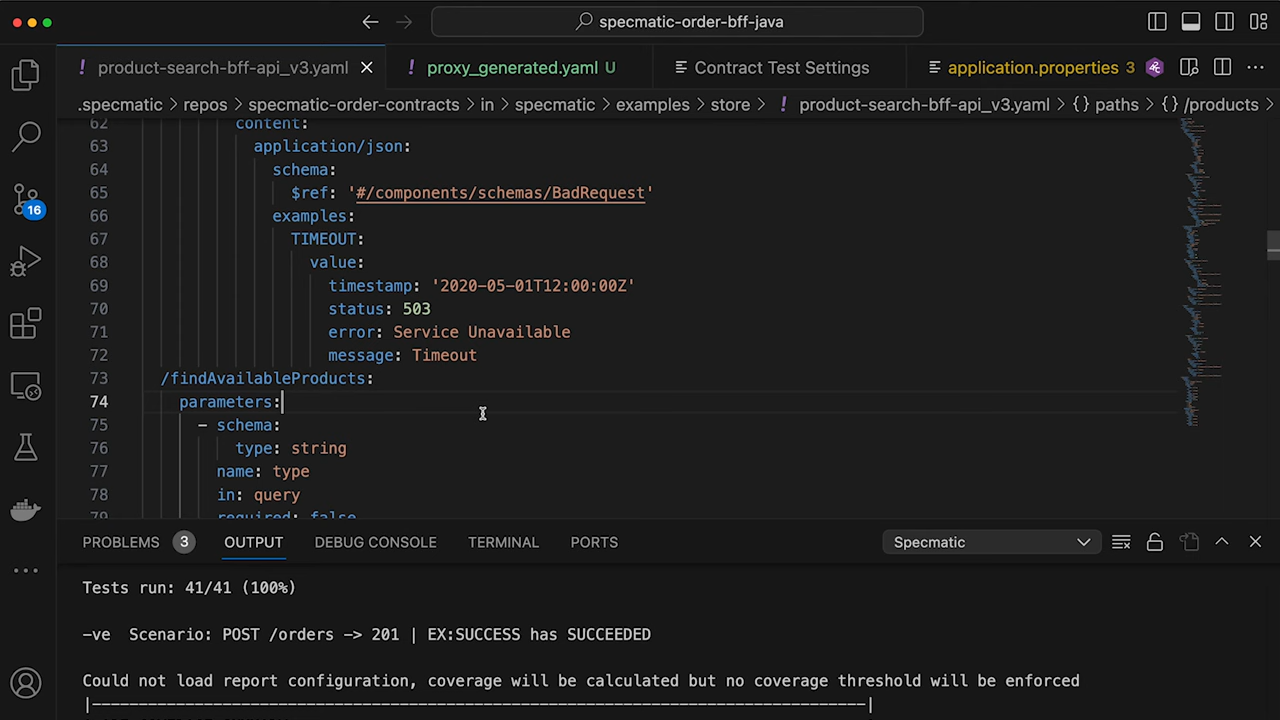 specmatic-order-bff-java
product-search-bff-api_v3.yaml
proxy_generated.yaml U
Contract Test Settings
application.properties 3
.specmatic > repos > specmatic-order-contracts > in > specmatic > examples > store > ! product-search-bff-api_v3.yaml > {} paths > {} /products >
62 content:
63 application/json:
64 schema:
65 $ref: '#/components/schemas/BadRequest'
66 examples:
67 TIMEOUT:
68 value:
69 timestamp: '2020-05-01T12:00:00Z'
70 status: 503
71 error: Service Unavailable
72 message: Timeout
73 /findAvailableProducts:
74 parameters:
75 - schema:
76 type: string
77 name: type
78 in: query
79 required: false
16
PROBLEMS 3 OUTPUT DEBUG CONSOLE TERMINAL PORTS Specmatic
Tests run: 41/41 (100%)
-ve Scenario: POST /orders -> 201 | EX:SUCCESS has SUCCEEDED
Could not load report configuration, coverage will be calculated but no coverage threshold will be enforced